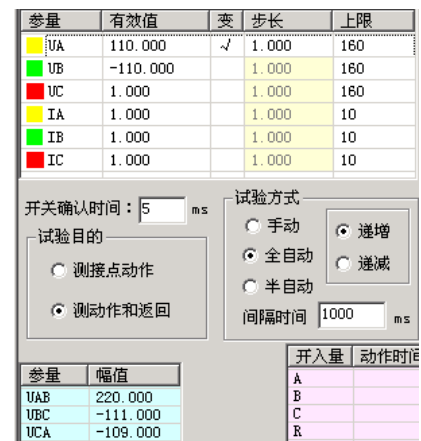 参量 有效值 变 步长 上限
UA 110.000 √ 1.000 160
UB -110.000 1.000 160
UC 1.000 1.000 160
IA 1.000 1.000 10
IB 1.000 1.000 10
IC 1.000 1.000 10
开关确认时间：5 ms
试验目的
测接点动作
测动作和返回
试验方式
手动
全自动
半自动
递增
递减
间隔时间 1000 ms
参量 幅值
UAB 220.000
UBC -111.000
UCA -109.000
开入量 动作时间
A
B
C
R